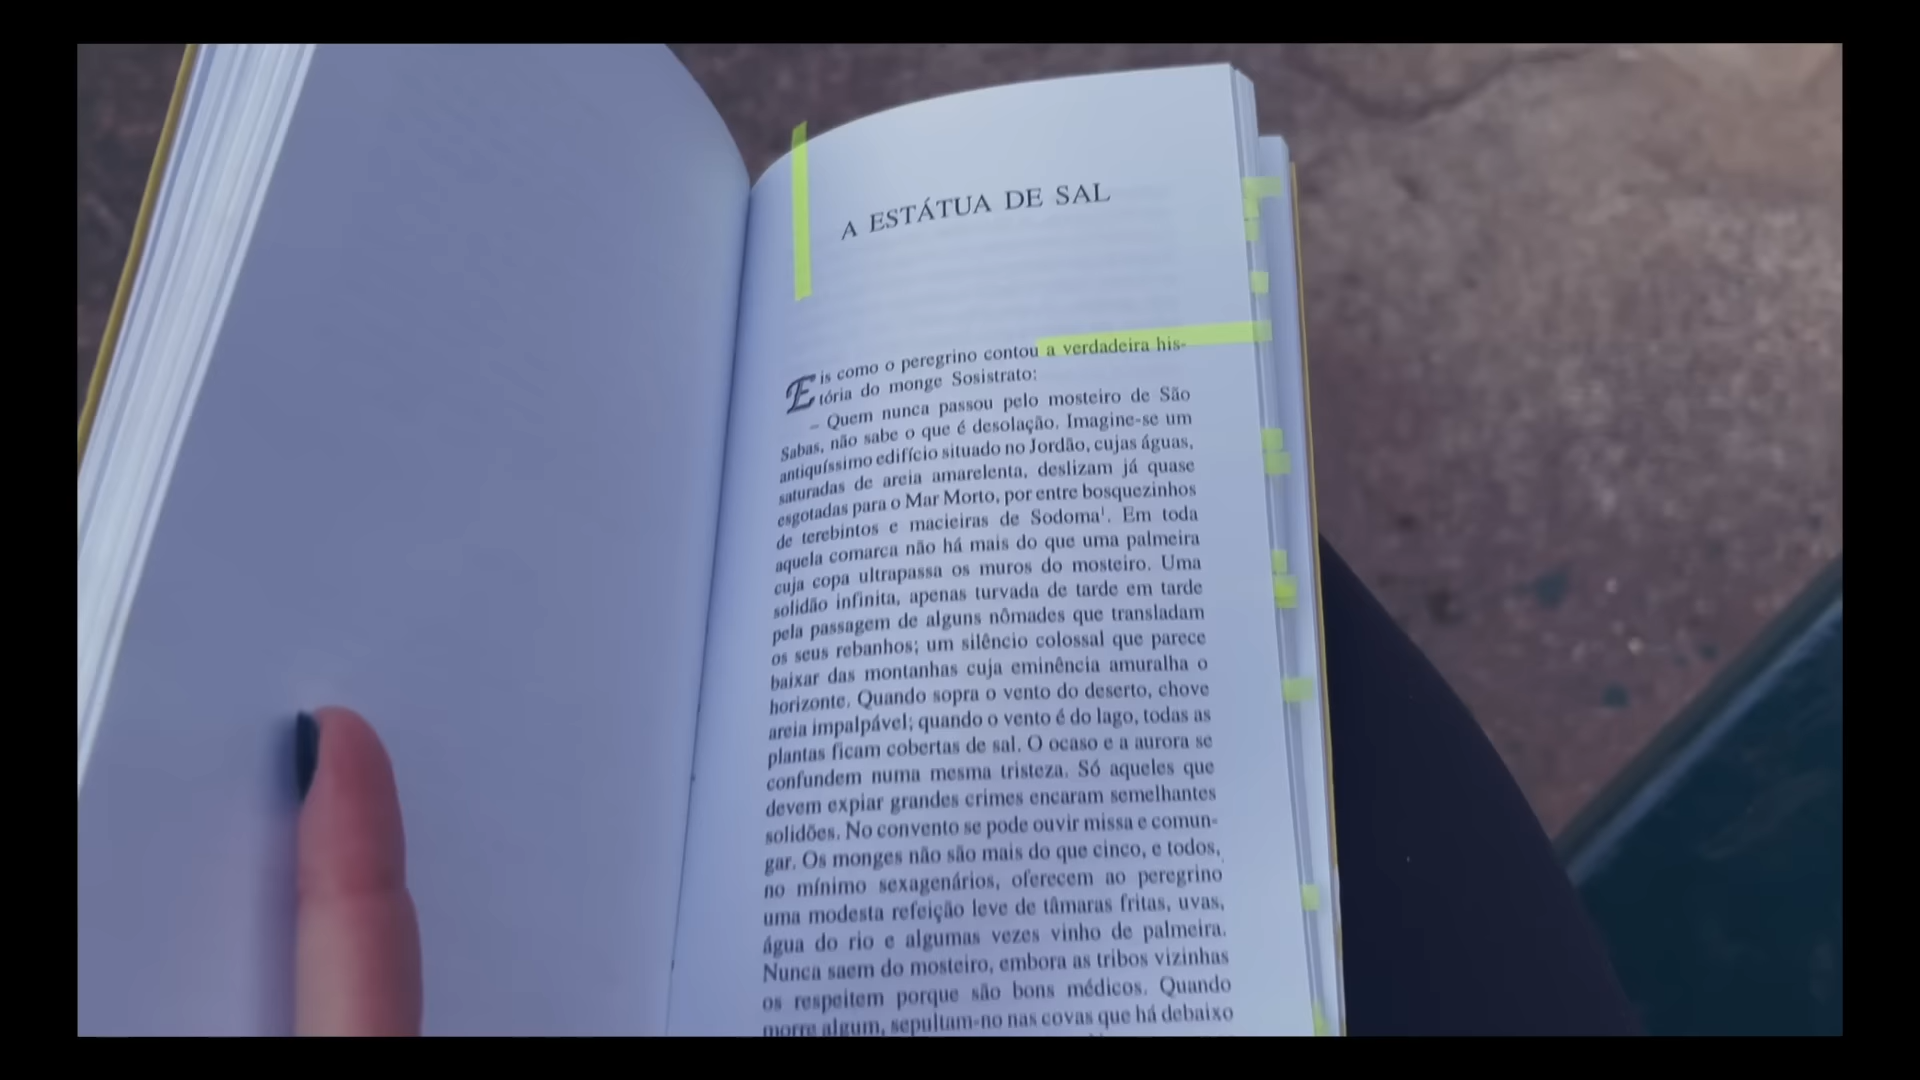 A ESTÁTUA DE SAL
Eis como o peregrino contou a verdadeira his-
tória do monge Sosistrato:
– Quem nunca passou pelo mosteiro de São
Sabas, não sabe o que é desolação. Imagine-se um
antiquíssimo edifício situado no Jordão, cujas águas,
saturadas de areia amarelenta, deslizam já quase
esgotadas para o Mar Morto, por entre bosquezinhos
de terebintos e macieiras de Sodoma¹. Em toda
aquela comarca não há mais do que uma palmeira
cuja copa ultrapassa os muros do mosteiro. Uma
solidão infinita, apenas turvada de tarde em tarde
pela passagem de alguns nômades que transladam
os seus rebanhos; um silêncio colossal que parece
baixar das montanhas cuja eminência amuralha o
horizonte. Quando sopra o vento do deserto, chove
areia impalpável; quando o vento é do lago, todas as
plantas ficam cobertas de sal. O ocaso e a aurora se
confundem numa mesma tristeza. Só aqueles que
devem expiar grandes crimes encaram semelhantes
solidões. No convento se pode ouvir missa e comun-
gar. Os monges não são mais do que cinco, e todos,
no mínimo sexagenários, oferecem ao peregrino
uma modesta refeição leve de tâmaras fritas, uvas,
água do rio e algumas vezes vinho de palmeira.
Nunca saem do mosteiro, embora as tribos vizinhas
os respeitem porque são bons médicos. Quando
morre algum, sepultam-no nas covas que há debaixo